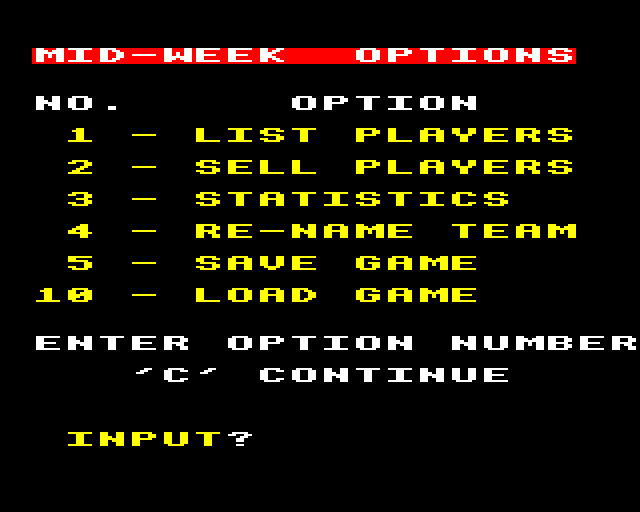 MID-WEEK  OPTIONS
NO.     OPTION
1 - LIST PLAYERS
2 - SELL PLAYERS
3 - STATISTICS
4 - RE-NAME TEAM
5 - SAVE GAME
10 - LOAD GAME
ENTER OPTION NUMBER
'C' CONTINUE
INPUT?